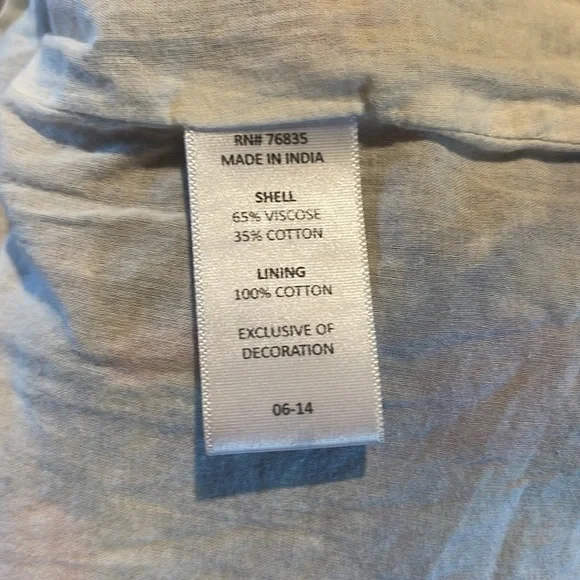 RN# 76835
MADE IN INDIA
SHELL
65% VISCOSE
35% COTTON
LINING
100% COTTON
EXCLUSIVE OF
DECORATION
06-14